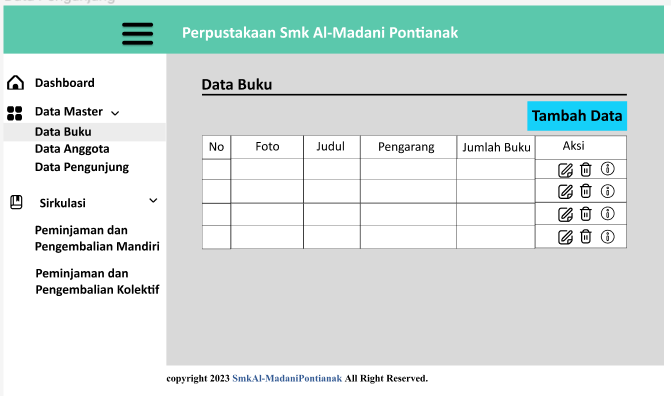 Data Pengunjung
Perpustakaan Smk Al-Madani Pontianak
Dashboard
Data Master
Data Buku
Data Anggota
Data Pengunjung
Sirkulasi
Peminjaman dan
Pengembalian Mandiri
Peminjaman dan
Pengembalian Kolektif
Data Buku
Tambah Data
No Foto Judul Pengarang Jumlah Buku Aksi
copyright 2023 SmkAl-MadaniPontianak All Right Reserved.